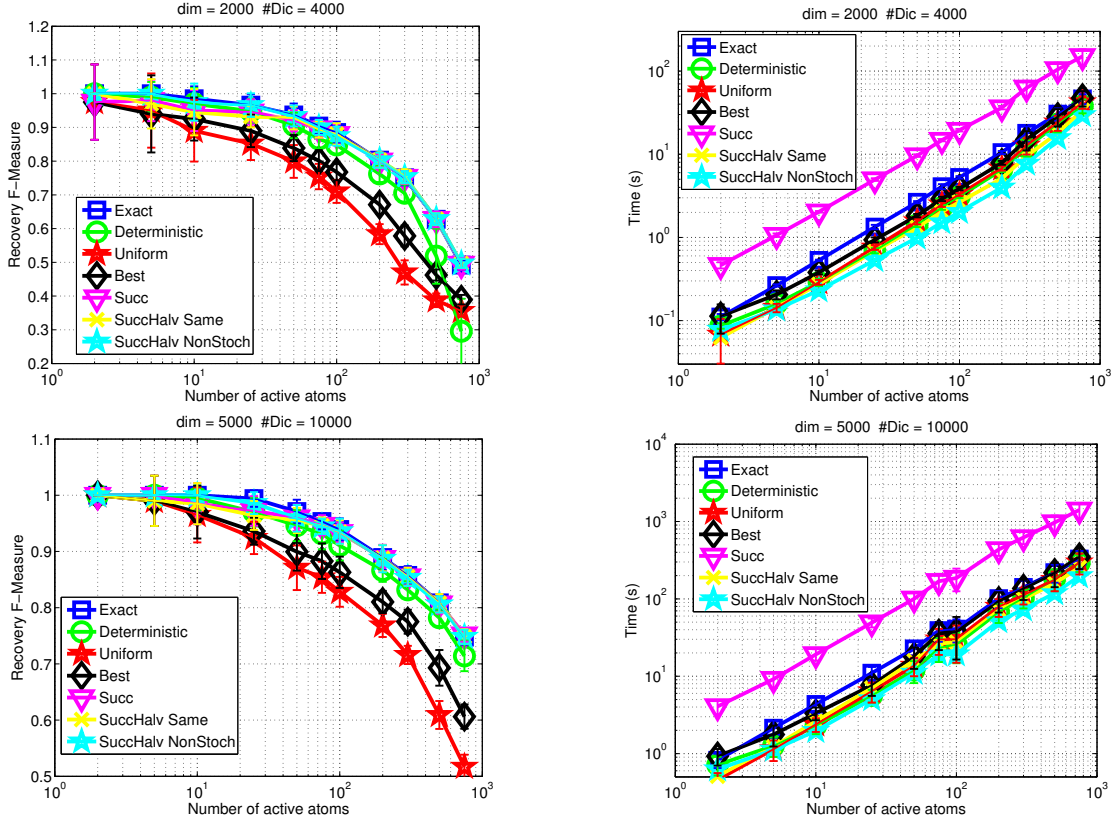 dim = 2000 #Dic = 4000
1.2
1.1
1
0.9
0.8
0.7
0.6
0.5
0.4
0.3
0.2
Recovery F−Measure
Exact
Deterministic
Uniform
Best
Succ
SuccHalv Same
SuccHalv NonStoch
10^0
10^1
10^2
10^3
Number of active atoms
dim = 2000 #Dic = 4000
10^2
10^1
10^0
10^−1
Time (s)
Exact
Deterministic
Uniform
Best
Succ
SuccHalv Same
SuccHalv NonStoch
10^0
10^1
10^2
10^3
Number of active atoms
dim = 5000 #Dic = 10000
1.1
1
0.9
0.8
0.7
0.6
0.5
Recovery F−Measure
Exact
Deterministic
Uniform
Best
Succ
SuccHalv Same
SuccHalv NonStoch
10^0
10^1
10^2
10^3
Number of active atoms
dim = 5000 #Dic = 10000
10^4
10^3
10^2
10^1
10^0
Time (s)
Exact
Deterministic
Uniform
Best
Succ
SuccHalv Same
SuccHalv NonStoch
10^0
10^1
10^2
10^3
Number of active atoms